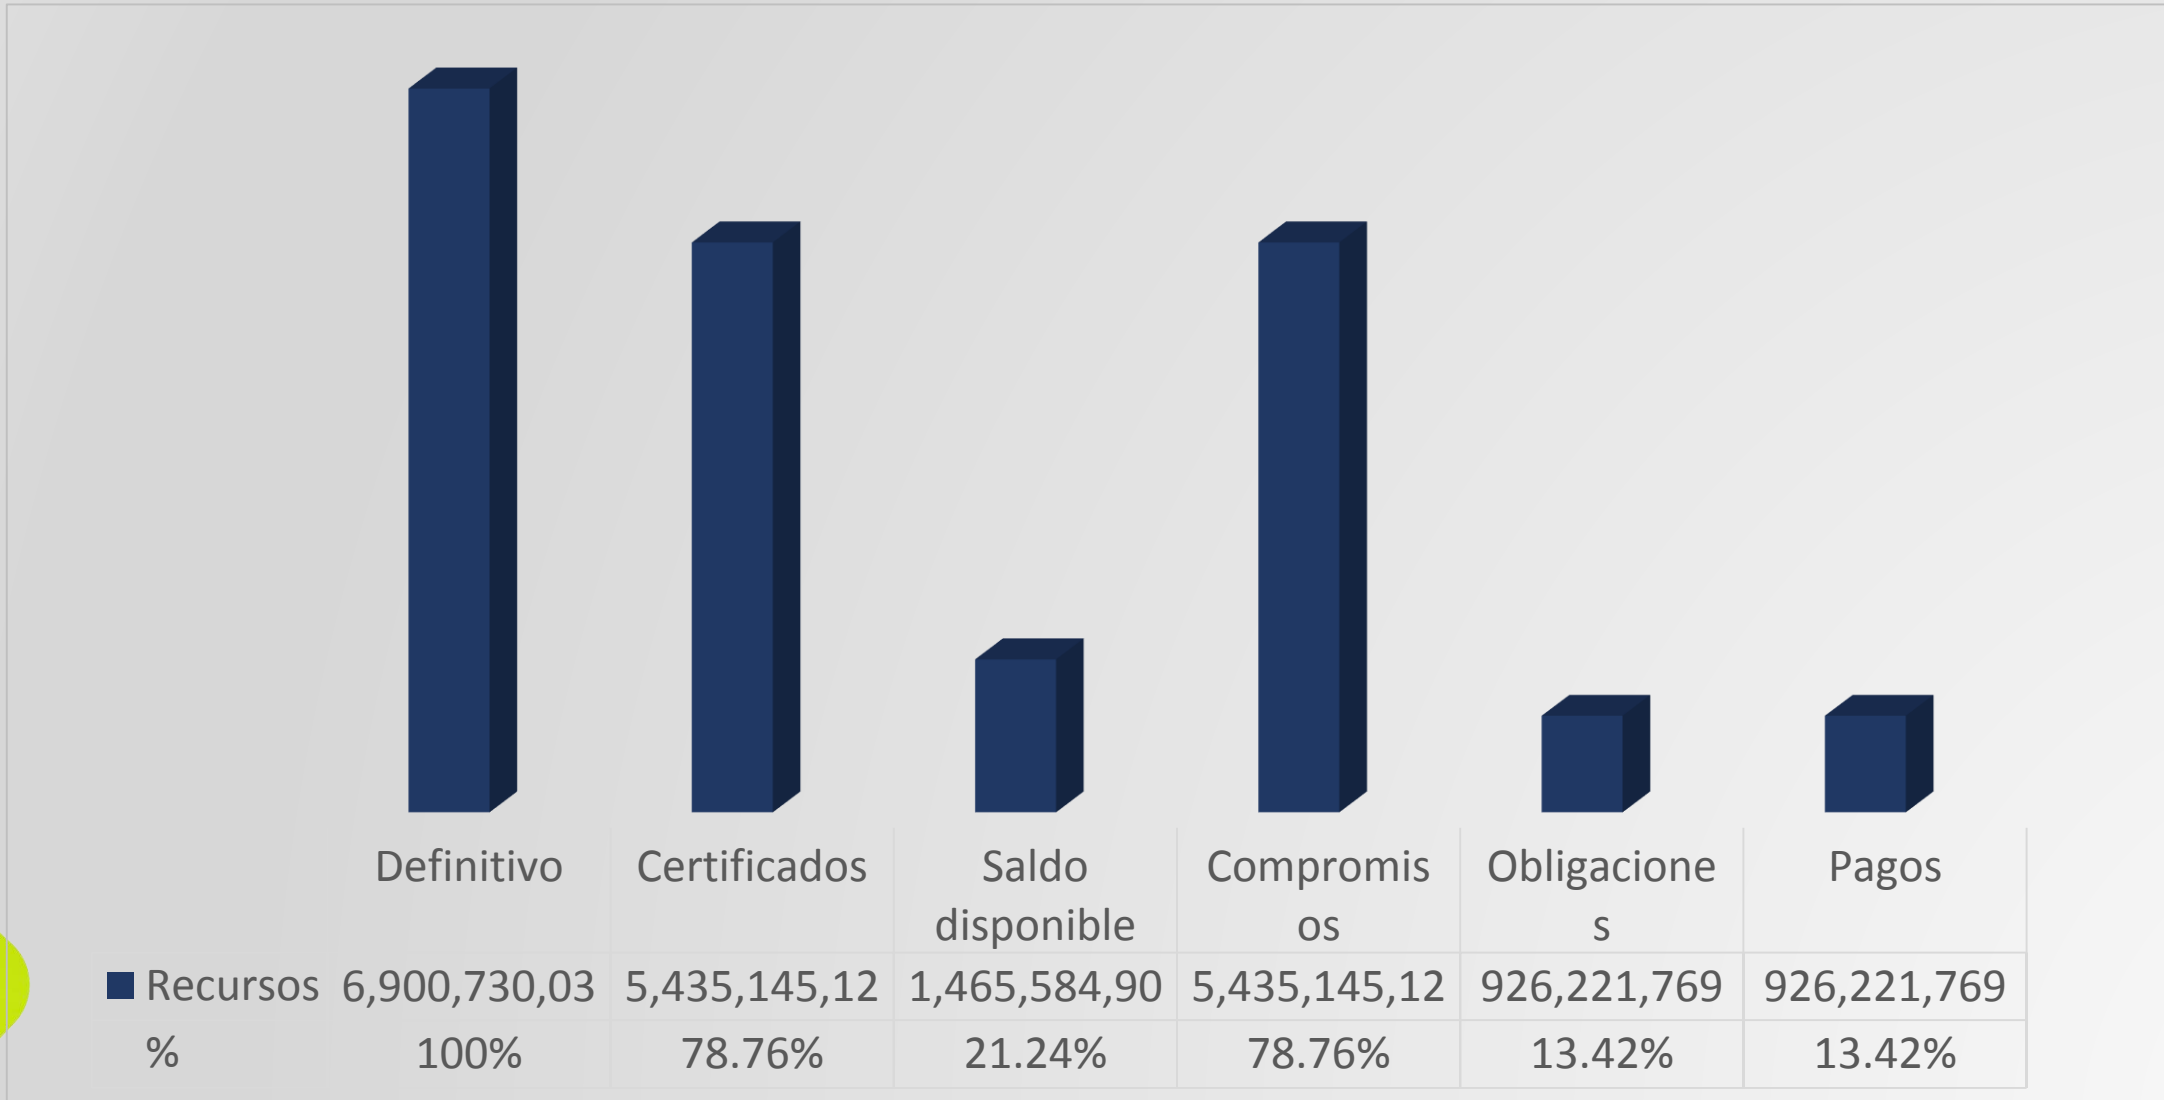 Definitivo Certificados Saldo Compromis Obligacione Pagos
disponible os s
Recursos 6,900,730,03 5,435,145,12 1,465,584,90 5,435,145,12 926,221,769 926,221,769
% 100% 78.76% 21.24% 78.76% 13.42% 13.42%